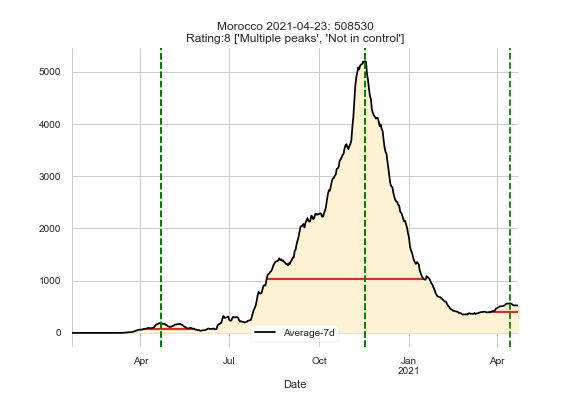 Morocco 2021-04-23: 508530
Rating:8 ['Multiple peaks', 'Not in control']
5000
4000
3000
2000
1000
0
Average-7d
Apr
Jul
Oct
Jan
2021
Apr
Date